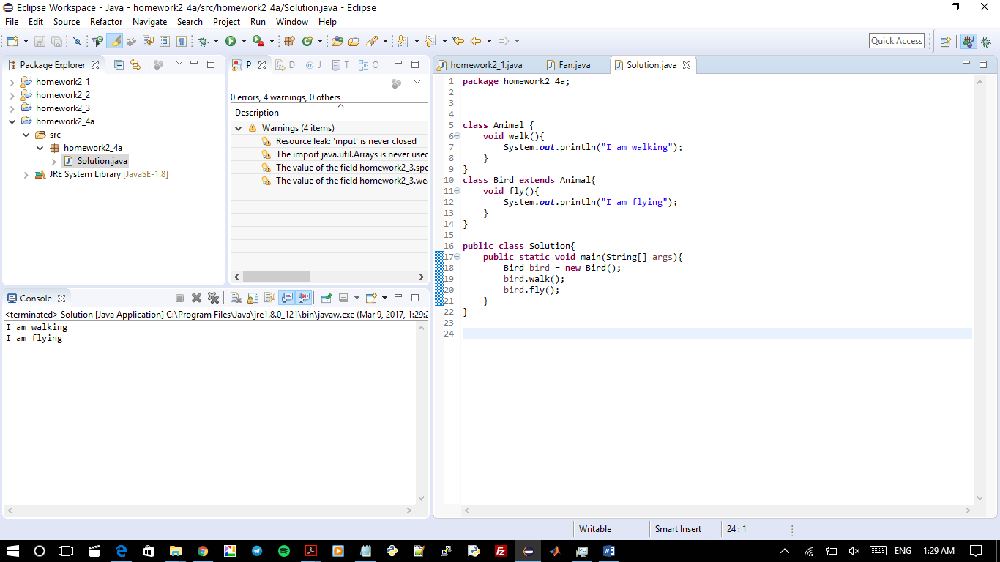 Eclipse Workspace - Java - homework2_4a/src/homework2_4a/Solution.java - Eclipse
File Edit Source Refactor Navigate Search Project Run Window Help
Quick Access
Package Explorer
homework2_1
homework2_2
homework2_3
homework2_4a
src
homework2_4a
Solution.java
JRE System Library [JavaSE-1.8]
P D @ J T O
0 errors, 4 warnings, 0 others
Description
Warnings (4 items)
Resource leak: 'input' is never closed
The import java.util.Arrays is never used
The value of the field homework2_3.spe
The value of the field homework2_3.we
Console
<terminated> Solution [Java Application] C:\Program Files\Java\jre1.8.0_121\bin\javaw.exe (Mar 9, 2017, 1:29:2
I am walking
I am flying
homework2_1.java Fan.java Solution.java
1 package homework2_4a;
2
3
4
5 class Animal {
6 void walk(){
7 System.out.println("I am walking");
8 }
9 }
10 class Bird extends Animal{
11 void fly(){
12 System.out.println("I am flying");
13 }
14 }
15
16 public class Solution{
17 public static void main(String[] args){
18 Bird bird = new Bird();
19 bird.walk();
20 bird.fly();
21 }
22 }
23
24
Writable Smart Insert 24 : 1
ENG 1:29 AM